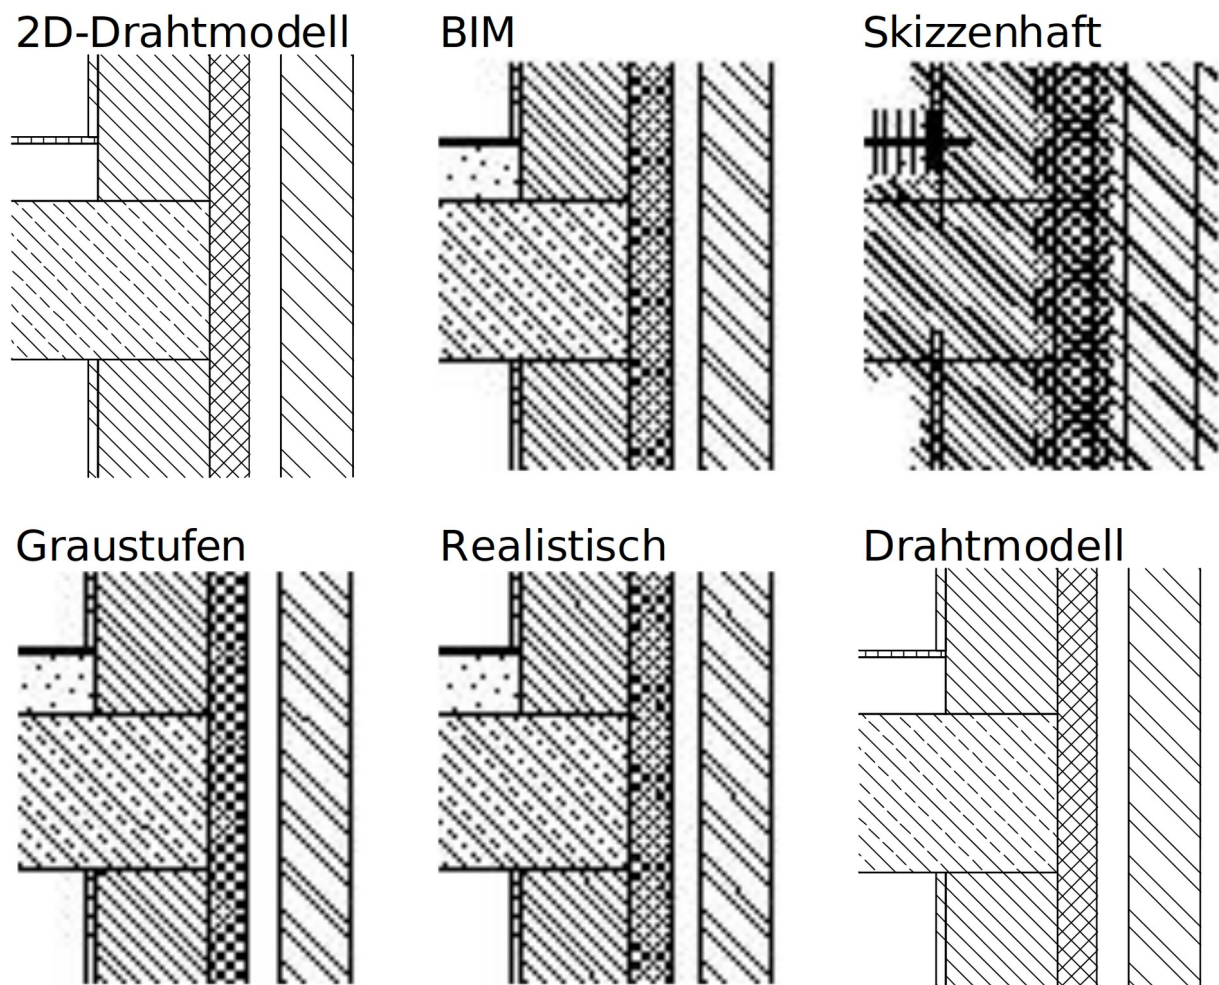 2D-Drahtmodell
BIM
Skizzenhaft
Graustufen
Realistisch
Drahtmodell